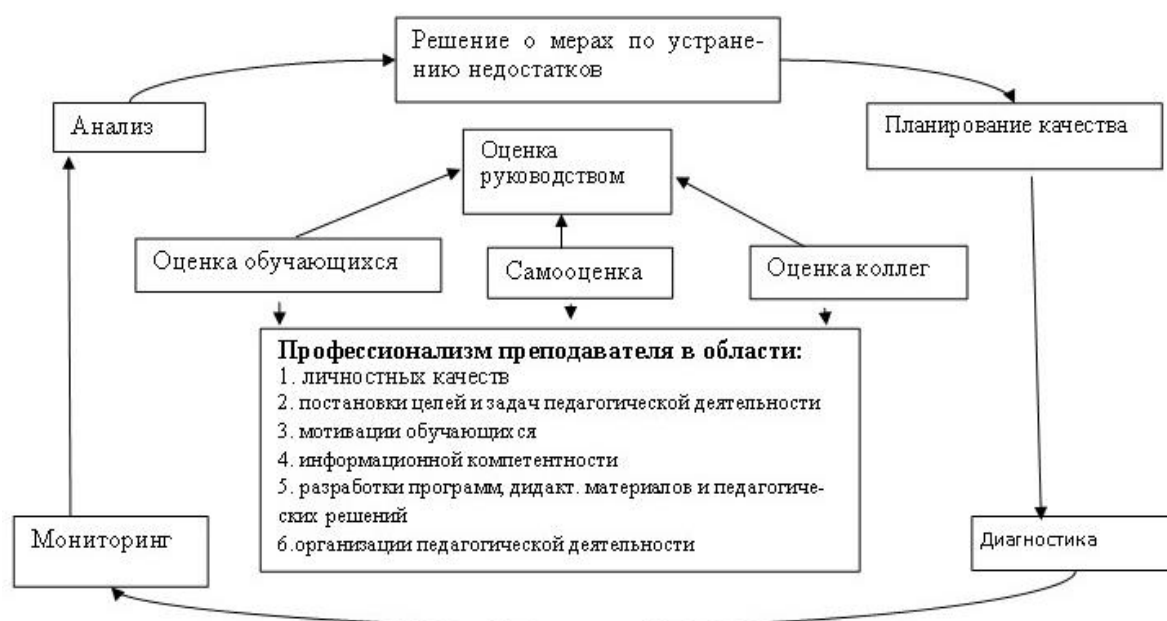 Решение о мерах по устране-
нию недостатков
Анализ
Планирование качества
Оценка
руководством
Оценка обучающихся
Самооценка
Оценка коллег
Профессионализм преподавателя в области:
1. личностных качеств
2. постановки целей и задач педагогической деятельности
3. мотивации обучающихся
4. информационной компетентности
5. разработки программ, дидакт. материалов и педагогиче-
ских решений
6.организации педагогической деятельности
Мониторинг
Диагностика